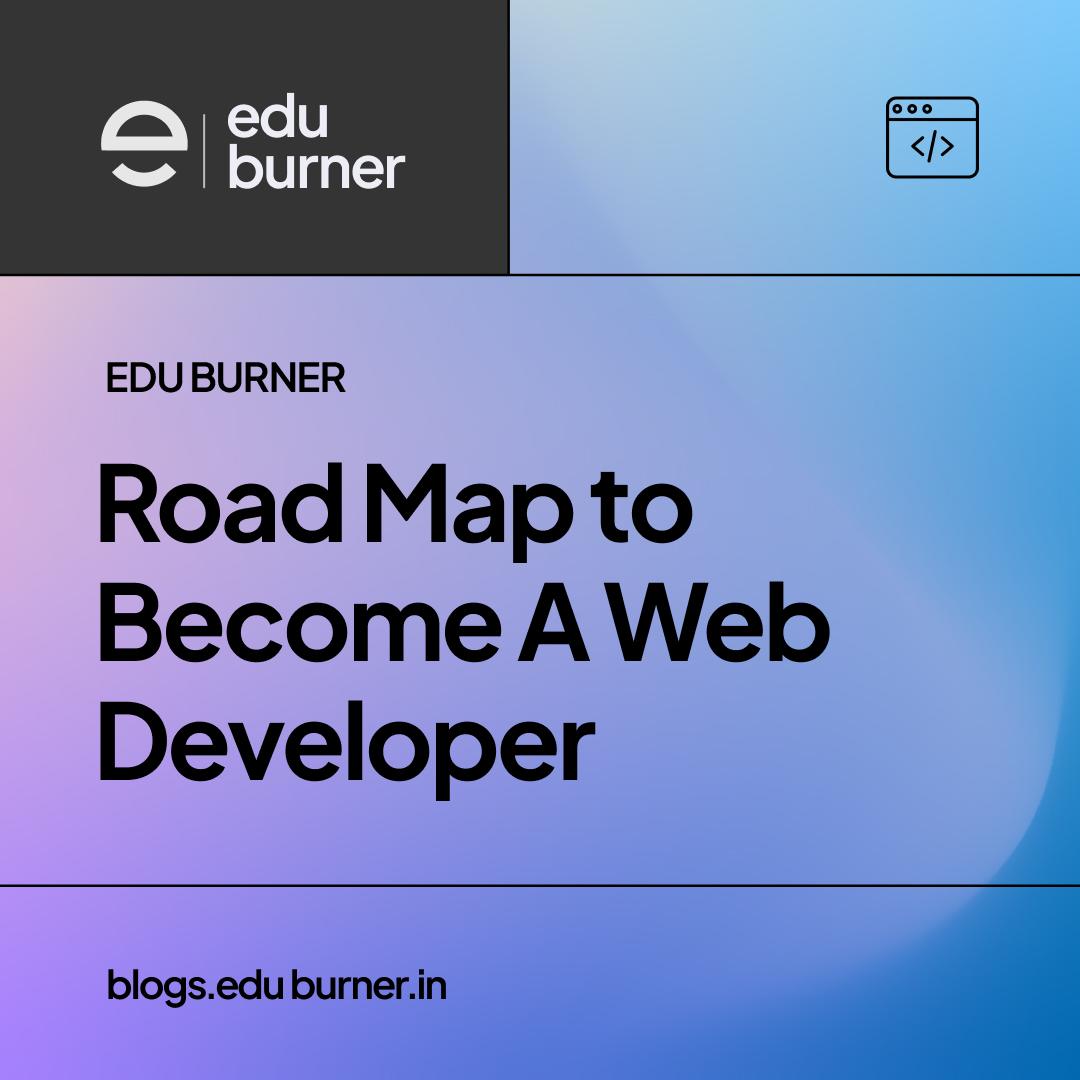 edu
burner
</>
EDU BURNER
Road Map to
Become A Web
Developer
blogs.edu burner.in